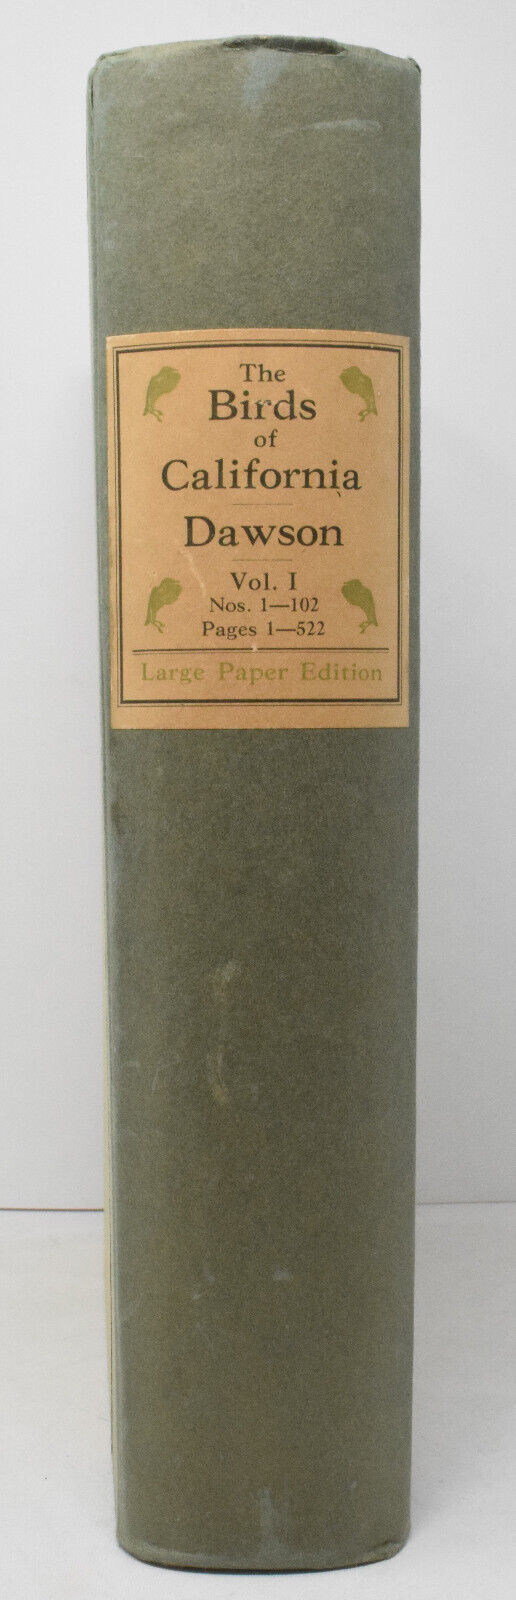 The
Birds
of
California
Dawson
Vol. I
Nos. 1—102
Pages 1—522
Large Paper Edition